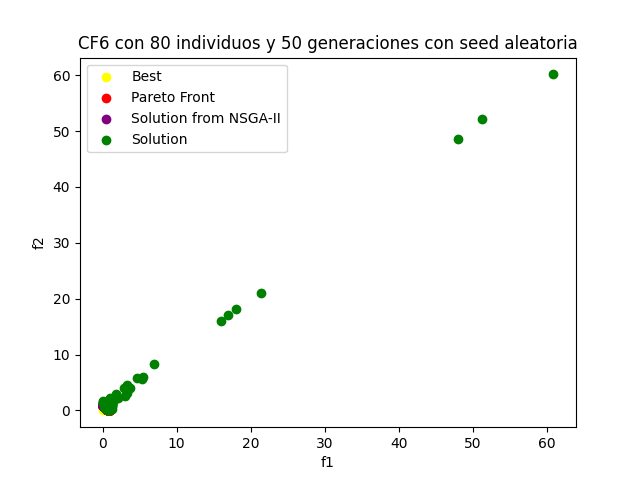 CF6 con 80 individuos y 50 generaciones con seed aleatoria
Best
Pareto Front
Solution from NSGA-II
Solution
60
50
40
30
20
10
0
f2
0 10 20 30 40 50 60
f1